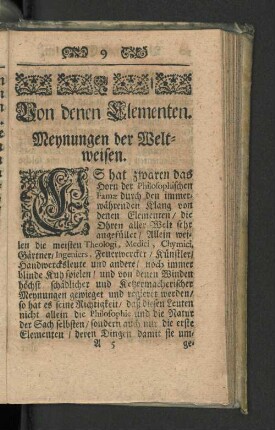 9
Von denen Elementen.
Meynungen der Welt-
weisen.
ES hat zwaren das
Horn der Philosophischen
Fame durch den immer-
währenden Klang von
denen Elementen / die
Ohren aller Welt sehr
angefüllet / Allein wei-
len die meisten Theologi, Medici, Chymici,
Gärtner / Ingeniers, Feuerwercker / Künstler /
Handwercksleute und andere / noch immer
blinde Kuh spielen / und von denen Winden
höchst schädlicher und Ketzermacherischer
Meynungen gewieget und regieret werden /
so hat es seine Richtigkeit / daß diesen Leuten
nicht allein die Philosophie und die Natur
der Sach selbsten / sondern auch nur die erste
Elementen / deren Dingen damit sie um-
A 5 ge-